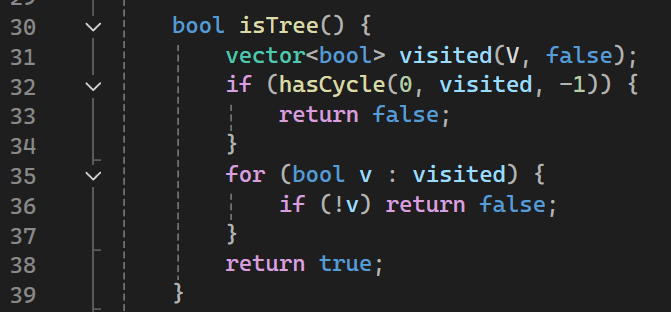 30 bool isTree() {
31 vector<bool> visited(V, false);
32 if (hasCycle(0, visited, -1)) {
33 return false;
34 }
35 for (bool v : visited) {
36 if (!v) return false;
37 }
38 return true;
39 }